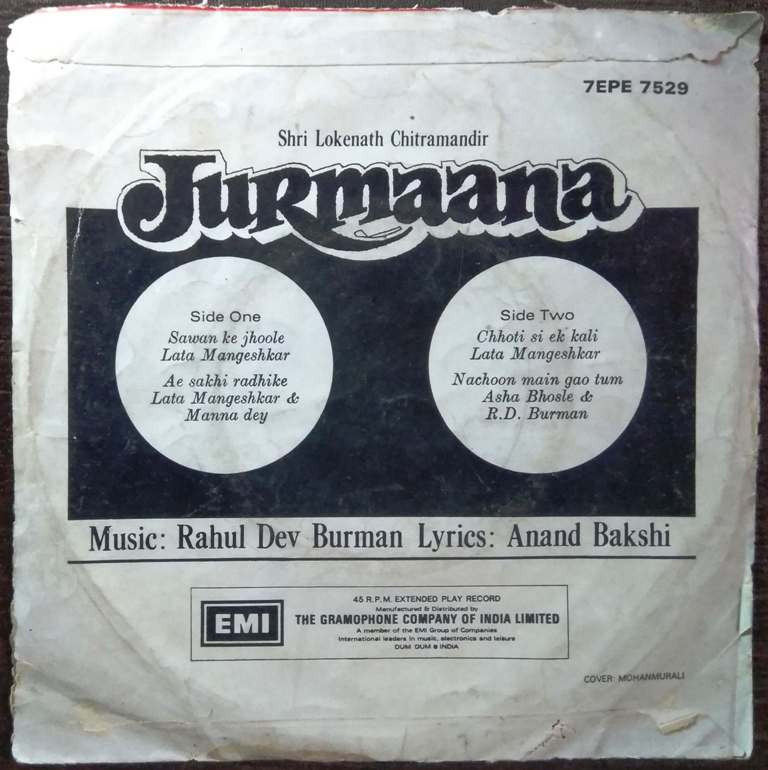 7EPE 7529
Shri Lokenath Chitramandir
Jurmaana
Side One
Sawan ke jhoole
Lata Mangeshkar
Ae sakhi radhike
Lata Mangeshkar &
Manna dey
Side Two
Chhoti si ek kali
Lata Mangeshkar
Nachoon main gao tum
Asha Bhosle &
R.D. Burman
Music: Rahul Dev Burman Lyrics: Anand Bakshi
EMI
45 R.P.M. EXTENDED PLAY RECORD
Manufactured & Distributed by
THE GRAMOPHONE COMPANY OF INDIA LIMITED
A member of the EMI Group of Companies
International leaders in music, electronics and leisure
DUM DUM • INDIA
COVER: MOHANMURALI